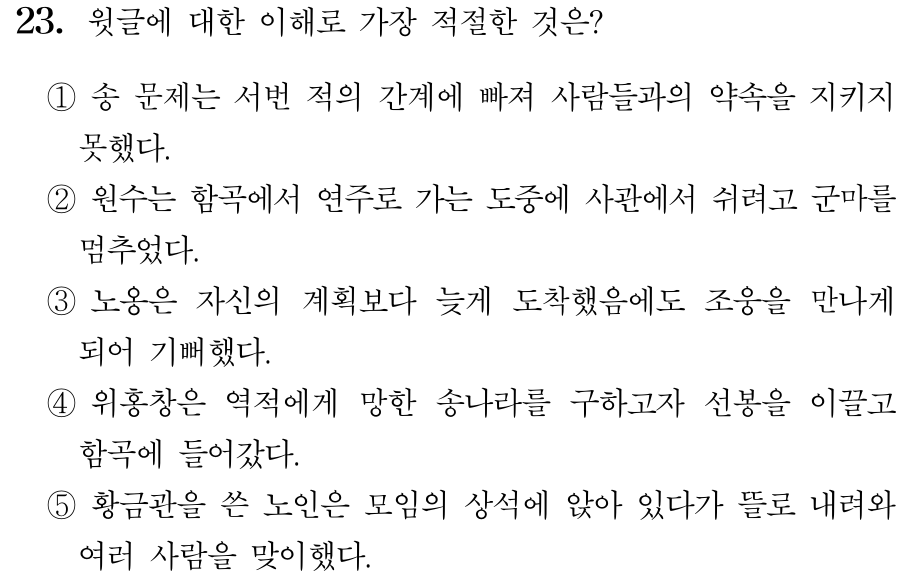 23. 윗글에 대한 이해로 가장 적절한 것은?
① 송 문제는 서번 적의 간계에 빠져 사람들과의 약속을 지키지
못했다.
② 원수는 함곡에서 연주로 가는 도중에 사관에서 쉬려고 군마를
멈추었다.
③ 노옹은 자신의 계획보다 늦게 도착했음에도 조웅을 만나게
되어 기뻐했다.
④ 위홍창은 역적에게 망한 송나라를 구하고자 선봉을 이끌고
함곡에 들어갔다.
⑤ 황금관을 쓴 노인은 모임의 상석에 앉아 있다가 뜰로 내려와
여러 사람을 맞이했다.